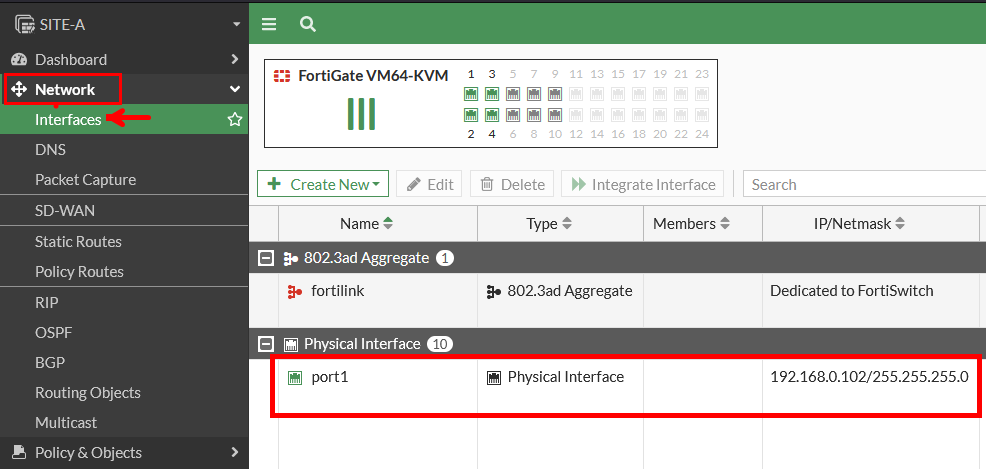 SITE-A
Dashboard
Network
Interfaces
DNS
Packet Capture
SD-WAN
Static Routes
Policy Routes
RIP
OSPF
BGP
Routing Objects
Multicast
Policy & Objects
FortiGate VM64-KVM
1 3 5 7 9 11 13 15 17 19 21 23
2 4 6 8 10 12 14 16 18 20 22 24
Create New Edit Delete Integrate Interface Search
Name Type Members IP/Netmask
802.3ad Aggregate 1
fortilink 802.3ad Aggregate Dedicated to FortiSwitch
Physical Interface 10
port1 Physical Interface 192.168.0.102/255.255.255.0